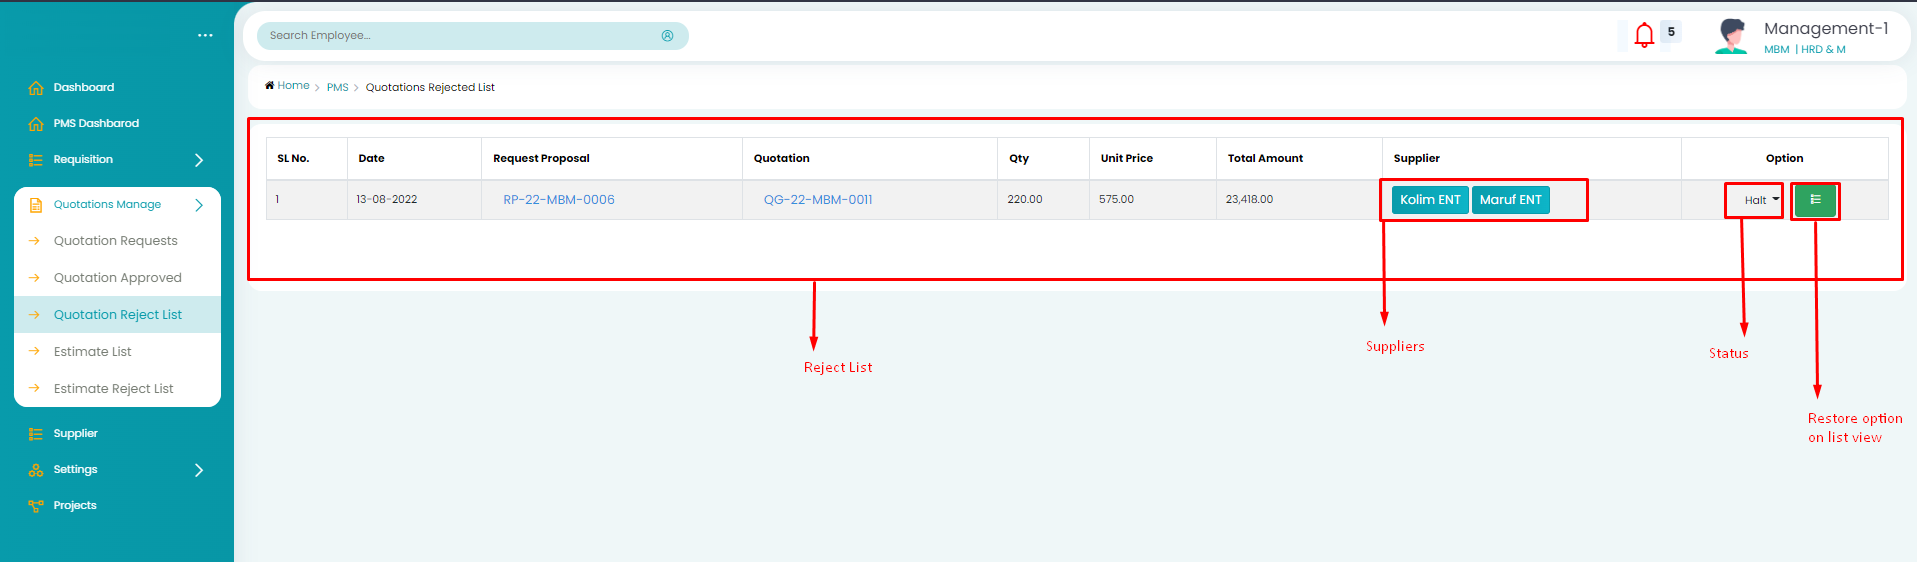 ...
Dashboard
PMS Dashbarod
Requisition
Quotations Manage
Quotation Requests
Quotation Approved
Quotation Reject List
Estimate List
Estimate Reject List
Supplier
Settings
Projects
Search Employee...
5
Management-1
MBM | HRD & M
Home > PMS > Quotations Rejected List
SL No. Date Request Proposal Quotation Qty Unit Price Total Amount Supplier Option
1 13-08-2022 RP-22-MBM-0006 QG-22-MBM-0011 220.00 575.00 23,418.00 Kolim ENT Maruf ENT Halt
Reject List
Suppliers
Status
Restore option
on list view